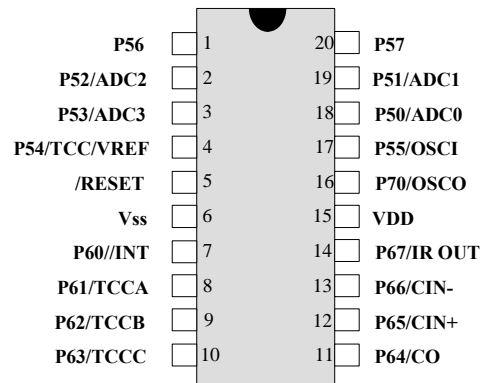 P56 1 20 P57
P52/ADC2 2 19 P51/ADC1
P53/ADC3 3 18 P50/ADC0
P54/TCC/VREF 4 17 P55/OSCI
/RESET 5 16 P70/OSCO
Vss 6 15 VDD
P60//INT 7 14 P67/IR OUT
P61/TCCA 8 13 P66/CIN-
P62/TCCB 9 12 P65/CIN+
P63/TCCC 10 11 P64/CO